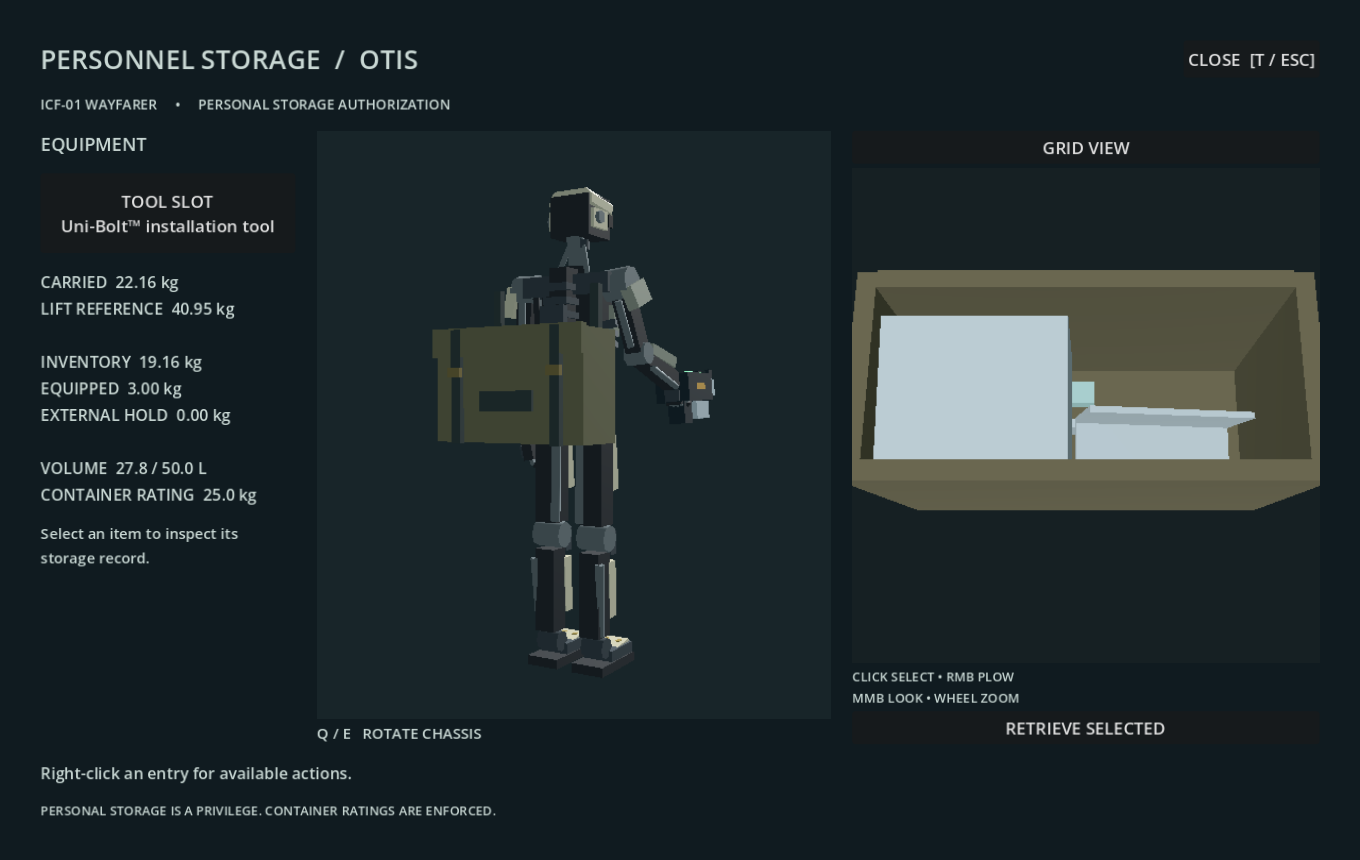 PERSONNEL STORAGE / OTIS
CLOSE [T / ESC]
ICF-01 WAYFARER • PERSONAL STORAGE AUTHORIZATION
EQUIPMENT
TOOL SLOT
Uni-Bolt™ installation tool
CARRIED 22.16 kg
LIFT REFERENCE 40.95 kg
INVENTORY 19.16 kg
EQUIPPED 3.00 kg
EXTERNAL HOLD 0.00 kg
VOLUME 27.8 / 50.0 L
CONTAINER RATING 25.0 kg
Select an item to inspect its
storage record.
Q / E ROTATE CHASSIS
GRID VIEW
CLICK SELECT • RMB PLOW
MMB LOOK • WHEEL ZOOM
RETRIEVE SELECTED
Right-click an entry for available actions.
PERSONAL STORAGE IS A PRIVILEGE. CONTAINER RATINGS ARE ENFORCED.